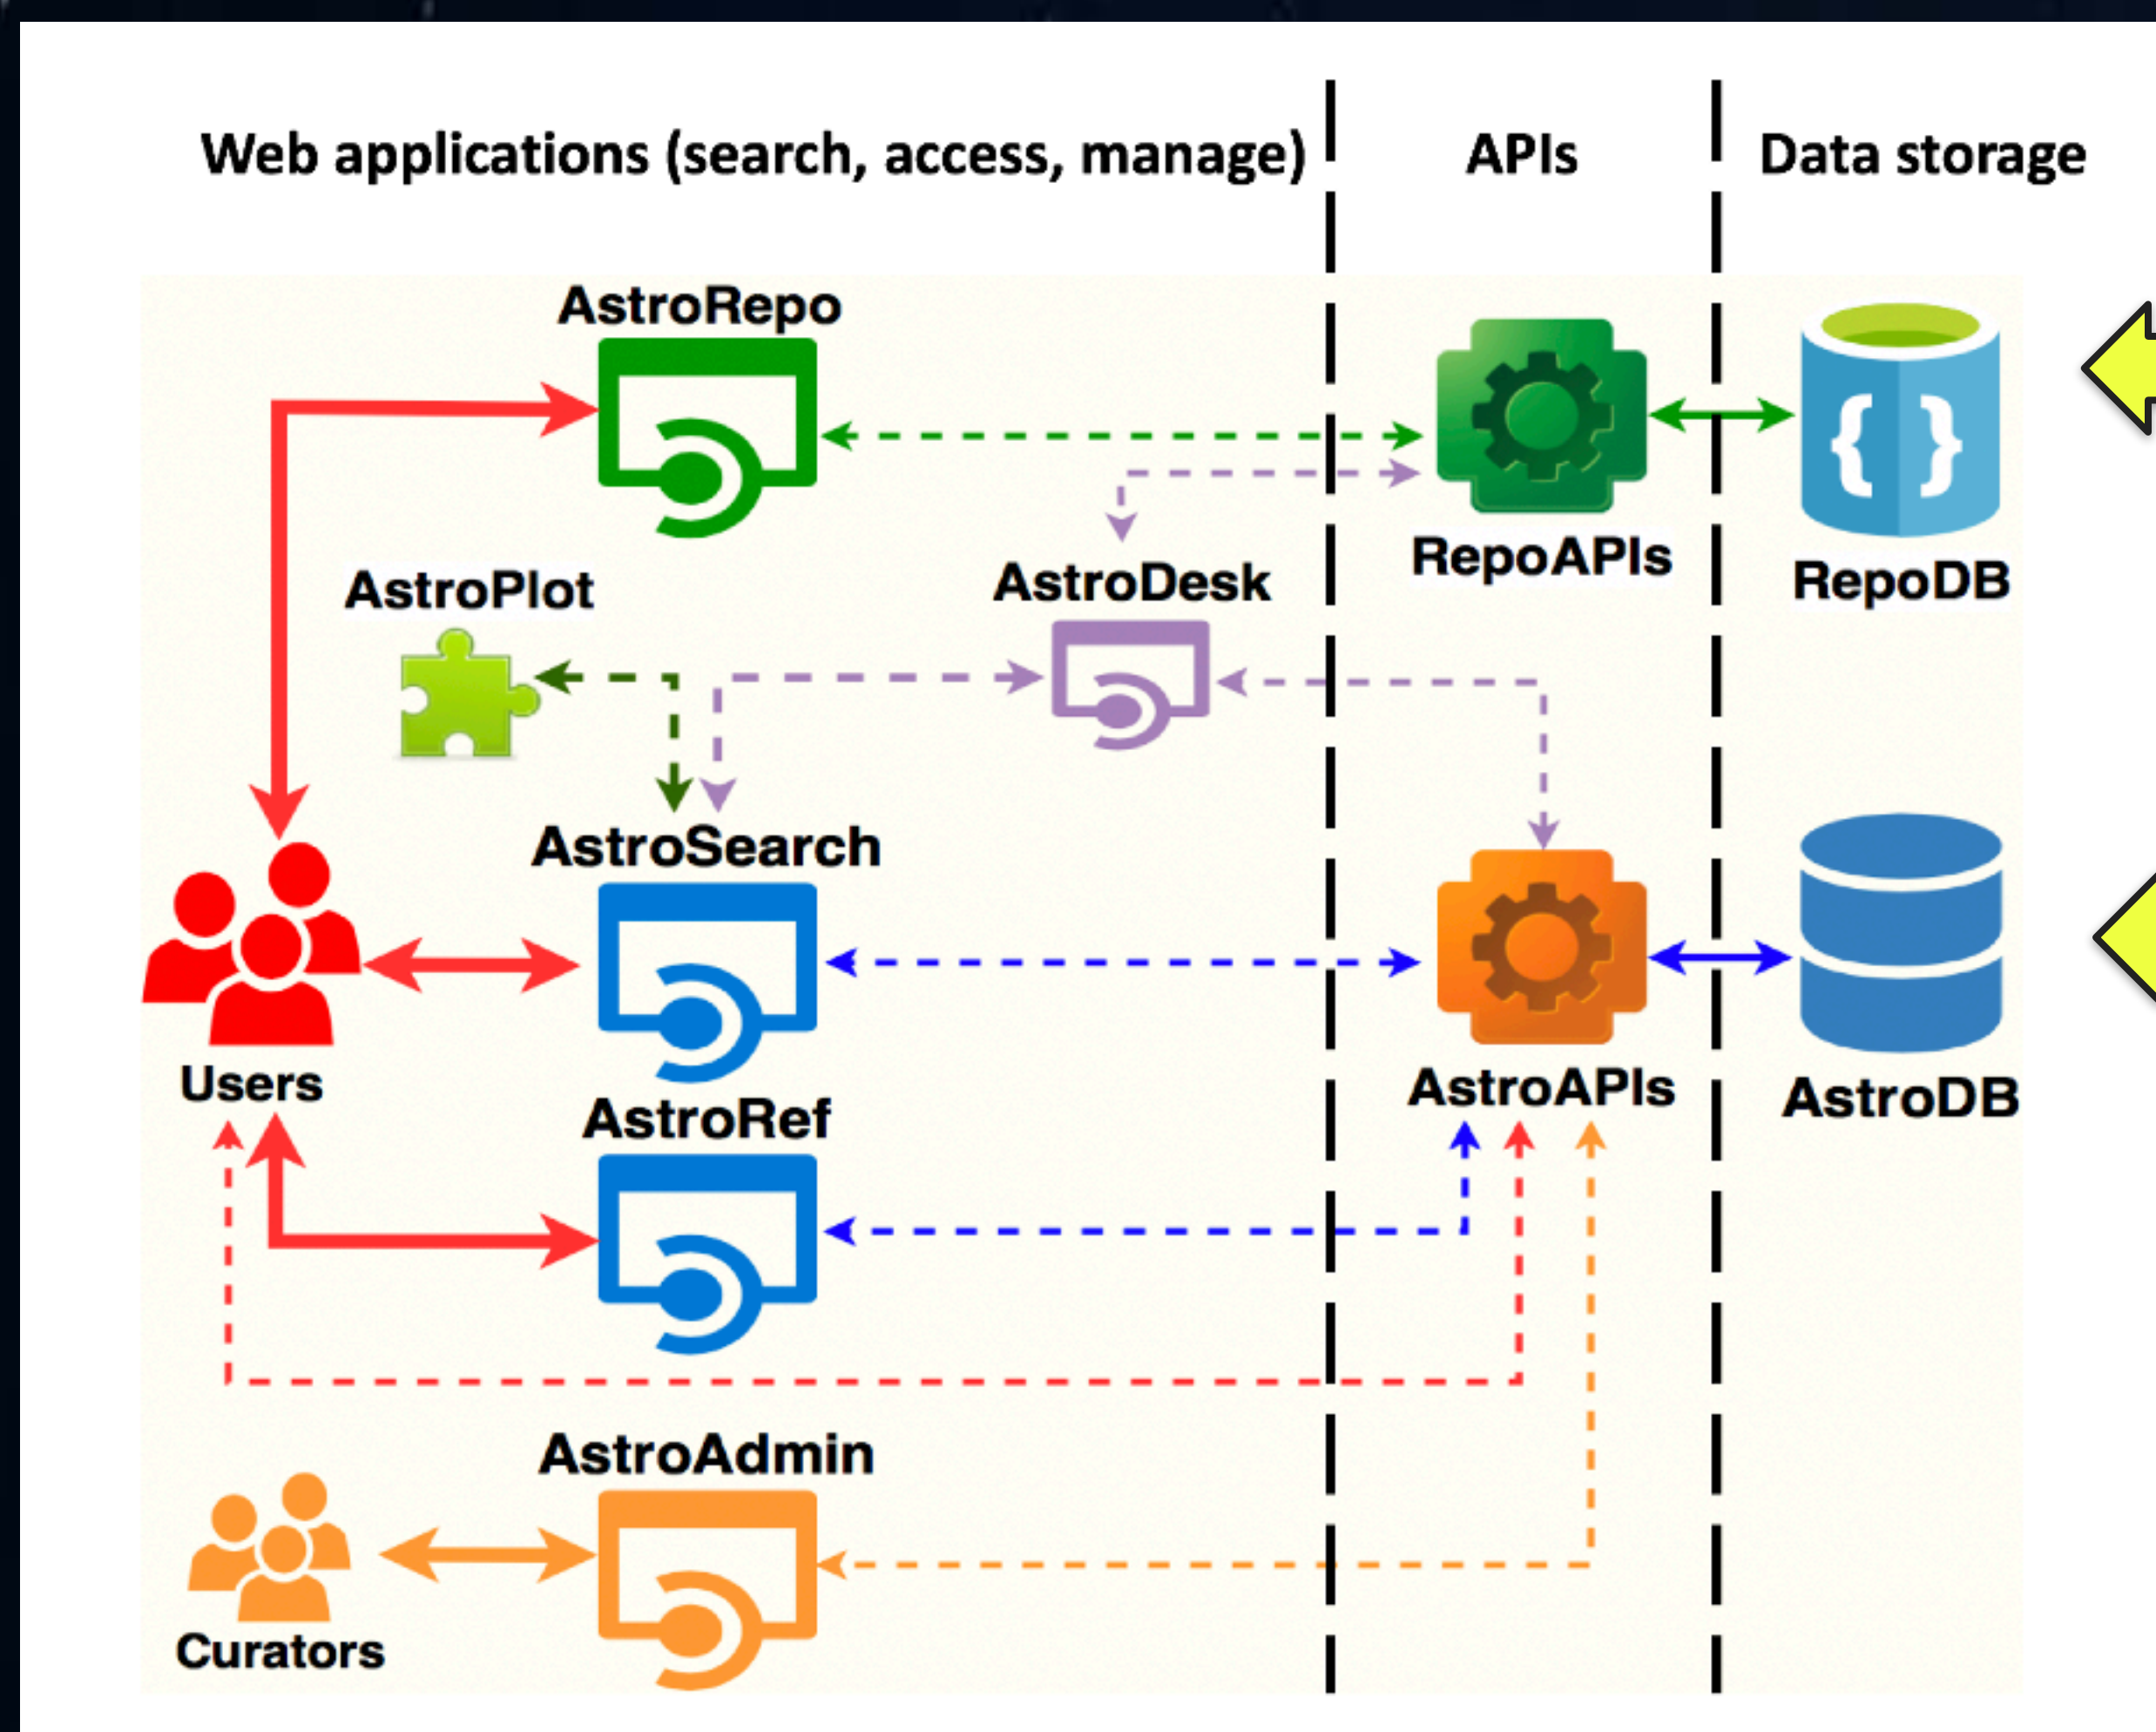 Web applications (search, access, manage)
APIs
Data storage
AstroRepo
RepoAPIs
RepoDB
AstroPlot
AstroDesk
AstroSearch
Users
AstroAPIs
AstroDB
AstroRef
AstroAdmin
Curators
{ }